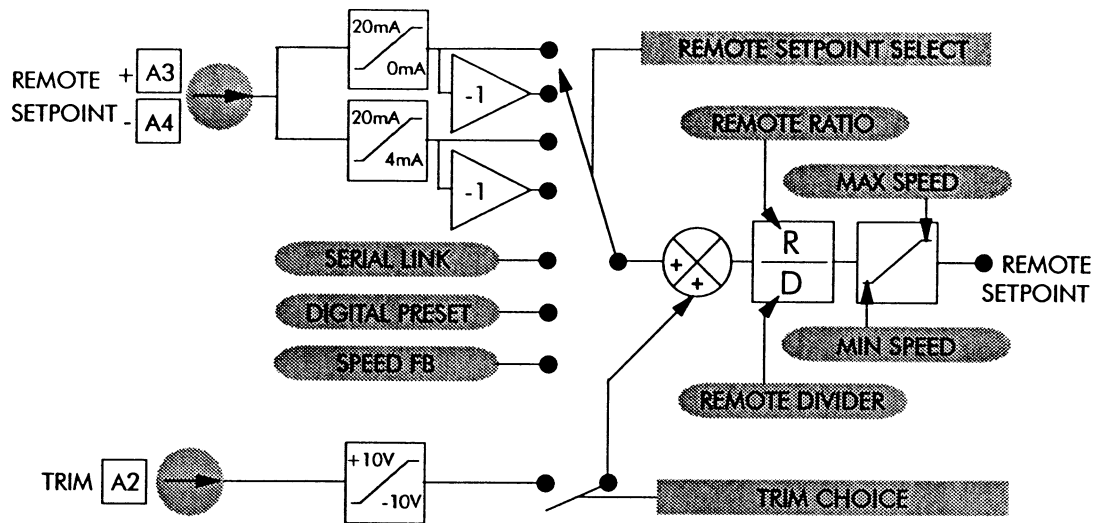 20mA
0mA
REMOTE SETPOINT SELECT
REMOTE
SETPOINT
+ A3
- A4
-1
REMOTE RATIO
20mA
4mA
-1
MAX SPEED
SERIAL LINK
+
+
R
D
REMOTE
SETPOINT
DIGITAL PRESET
MIN SPEED
SPEED FB
REMOTE DIVIDER
TRIM A2
+10V
-10V
TRIM CHOICE